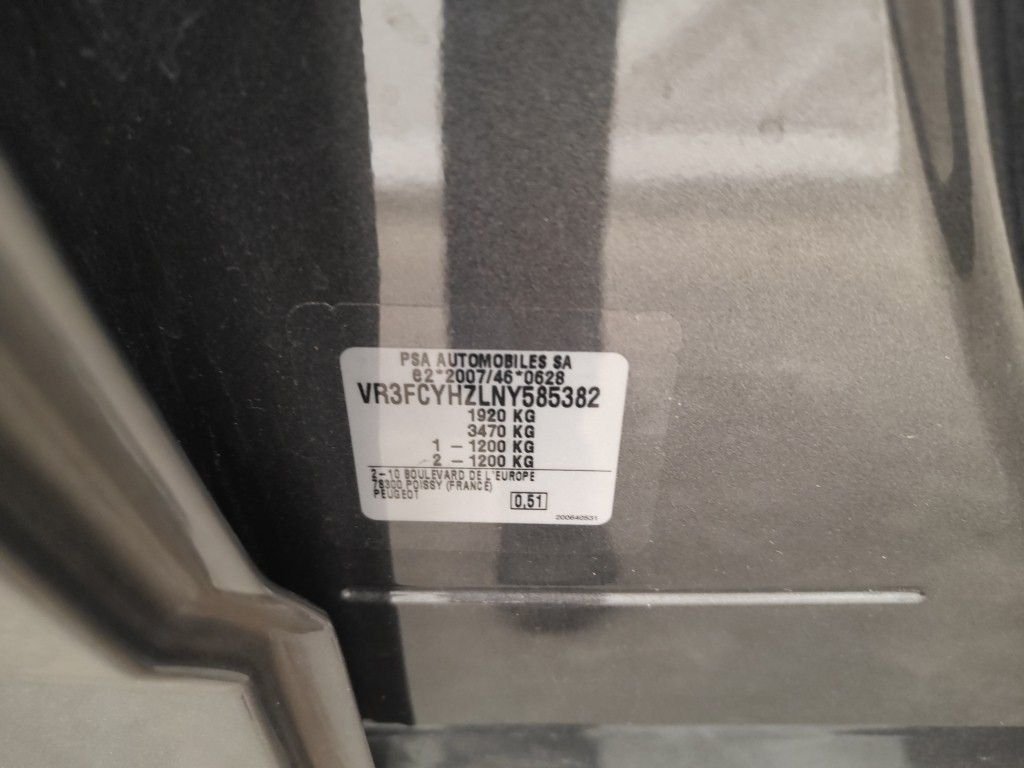 PSA AUTOMOBILES SA
e2*2007/46*0628
VR3FCYHZLNY585382
1920 KG
3470 KG
1 – 1200 KG
2 – 1200 KG
2–10 BOULEVARD DE L'EUROPE
78300 POISSY (FRANCE)
PEUGEOT
0.51
200640531